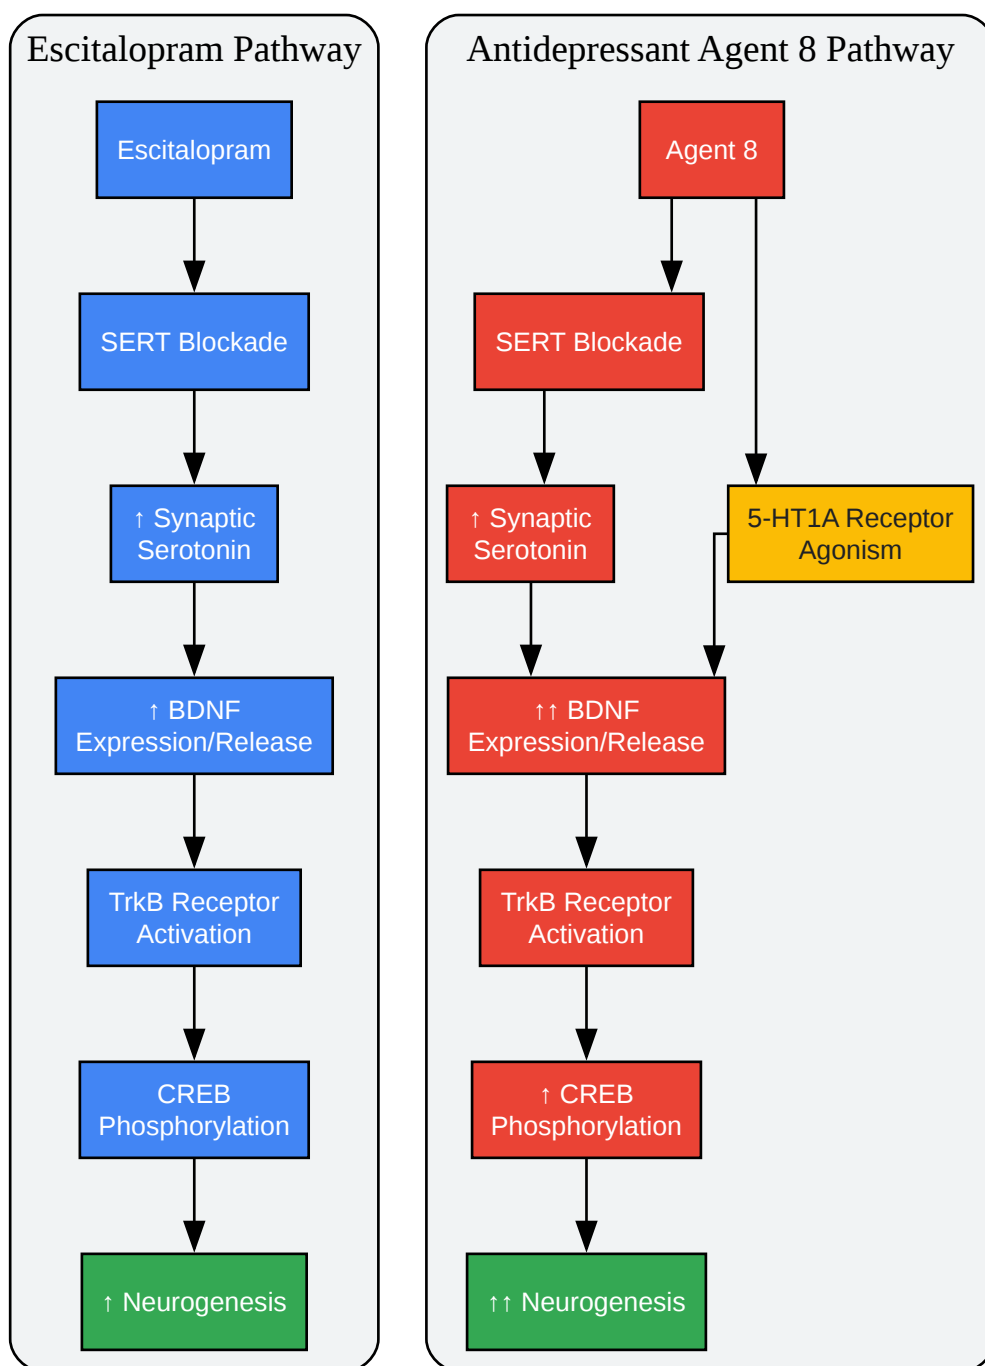 Escitalopram Pathway
Escitalopram
SERT Blockade
↑ Synaptic
Serotonin
↑ BDNF
Expression/Release
TrkB Receptor
Activation
CREB
Phosphorylation
↑ Neurogenesis
Antidepressant Agent 8 Pathway
Agent 8
SERT Blockade
↑ Synaptic
Serotonin
5-HT1A Receptor
Agonism
↑↑ BDNF
Expression/Release
TrkB Receptor
Activation
↑ CREB
Phosphorylation
↑↑ Neurogenesis